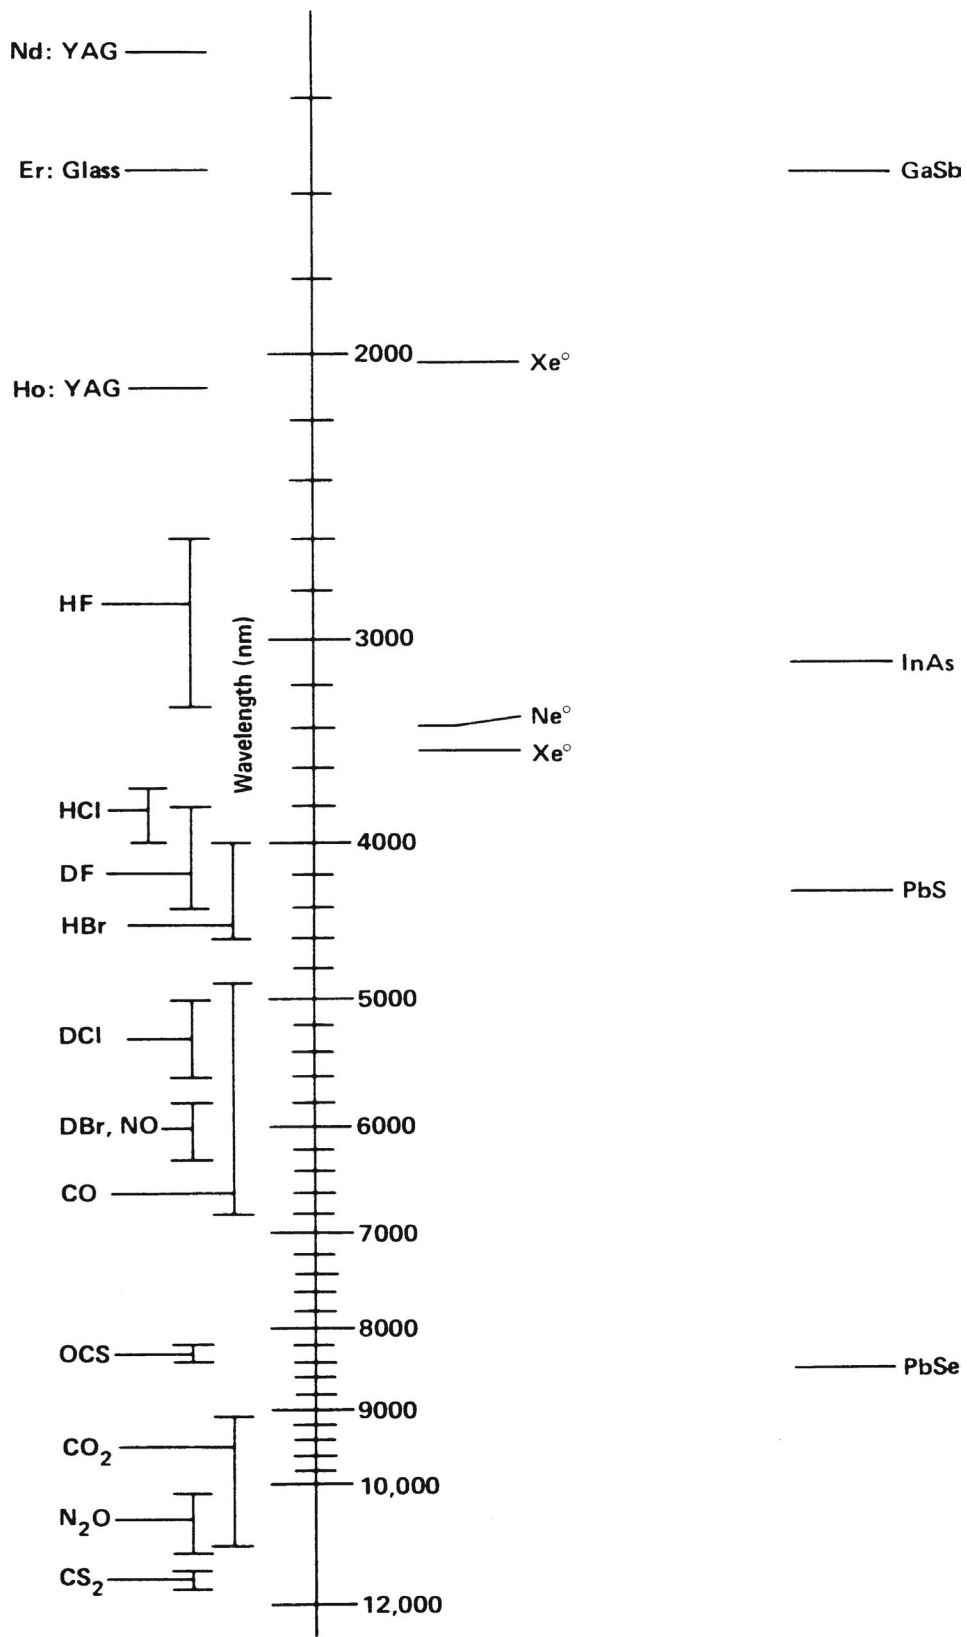 Nd: YAG
Er: Glass
GaSb
2000
Xe°
Ho: YAG
HF
Wavelength (nm)
3000
InAs
Ne°
Xe°
HCl
4000
DF
PbS
HBr
5000
DCl
DBr, NO
6000
CO
7000
8000
OCS
PbSe
9000
CO₂
10,000
N₂O
CS₂
12,000